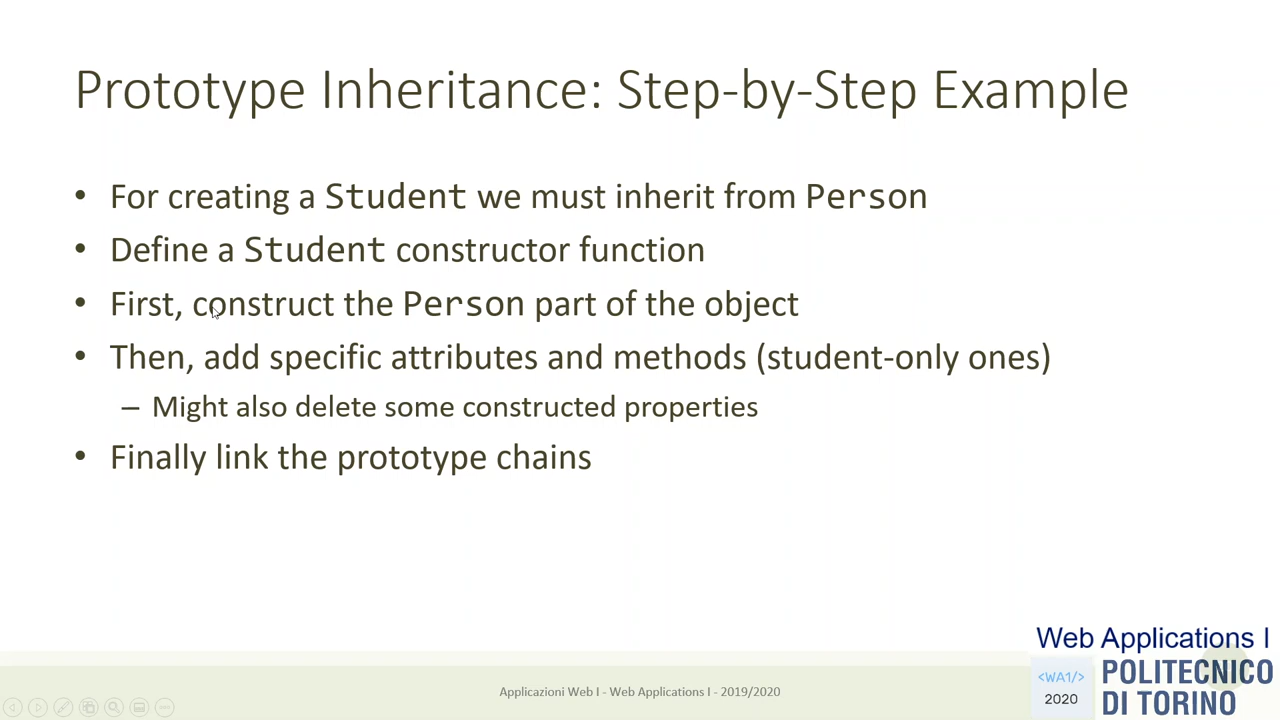 Prototype Inheritance: Step-by-Step Example
• For creating a Student we must inherit from Person
• Define a Student constructor function
• First, construct the Person part of the object
• Then, add specific attributes and methods (student-only ones)
– Might also delete some constructed properties
• Finally link the prototype chains
Applicazioni Web I - Web Applications I - 2019/2020
Web Applications I
<WA1/>
2020
POLITECNICO
DI TORINO